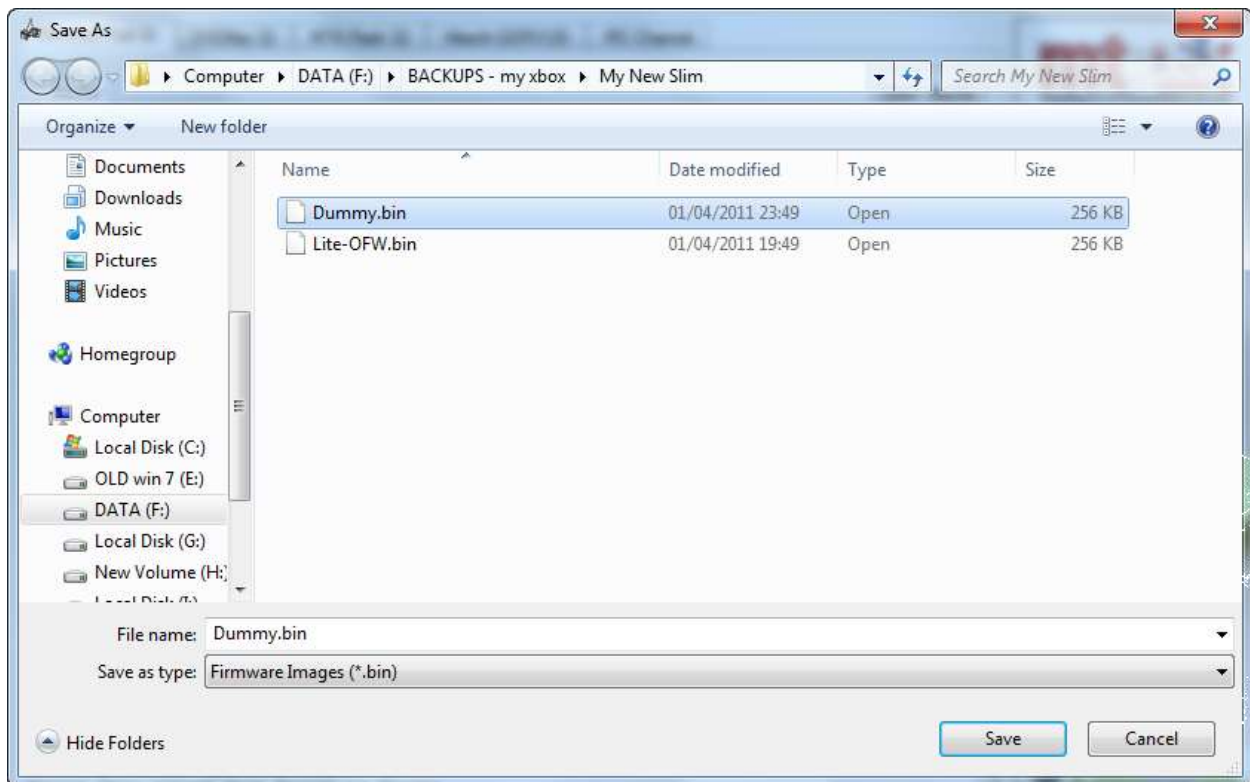 Save As
Computer ▸ DATA (F:) ▸ BACKUPS - my xbox ▸ My New Slim
Search My New Slim
Organize New folder
Documents
Downloads
Music
Pictures
Videos
Homegroup
Computer
Local Disk (C:)
OLD win 7 (E:)
DATA (F:)
Local Disk (G:)
New Volume (H:)
Name Date modified Type Size
Dummy.bin 01/04/2011 23:49 Open 256 KB
Lite-OFW.bin 01/04/2011 19:49 Open 256 KB
File name: Dummy.bin
Save as type: Firmware Images (*.bin)
Hide Folders
Save Cancel